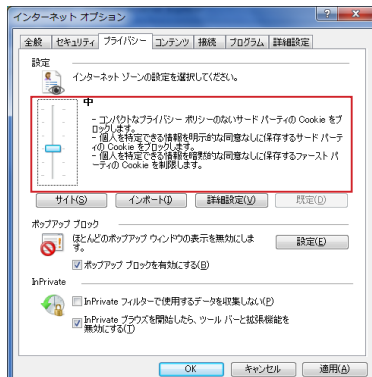 インターネット オプション
全般 セキュリティ プライバシー コンテンツ 接続 プログラム 詳細設定
設定
インターネット ゾーンの設定を選択してください。
中
- コンパクトなプライバシー ポリシーのないサード パーティの Cookie をブ
ロックします。
- 個人を特定できる情報を明示的な同意なしに保存するサード パーテ
ィの Cookie をブロックします。
- 個人を特定できる情報を暗黙的な同意なしに保存するファースト パ
ーティの Cookie を制限します。
サイト(S) インポート(I) 詳細設定(V) 既定(D)
ポップアップ ブロック
ほとんどのポップアップ ウィンドウの表示を無効にしま
す。
設定(E)
ポップアップ ブロックを有効にする(B)
InPrivate
InPrivate フィルターで使用するデータを収集しない(P)
InPrivate ブラウズを開始したら、ツール バーと拡張機能を
無効にする(T)
OK キャンセル 適用(A)